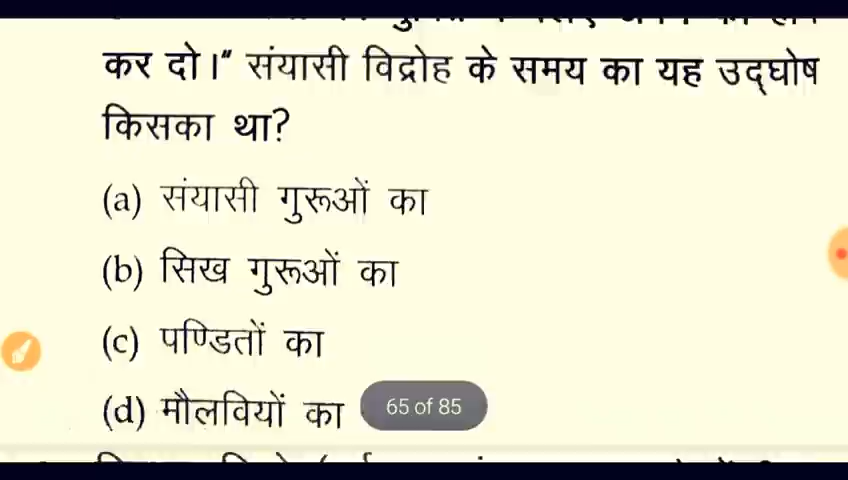 कर दो।" संयासी विद्रोह के समय का यह उद्घोष
किसका था?
(a) संयासी गुरूओं का
(b) सिख गुरूओं का
(c) पण्डितों का
(d) मौलवियों का
65 of 85